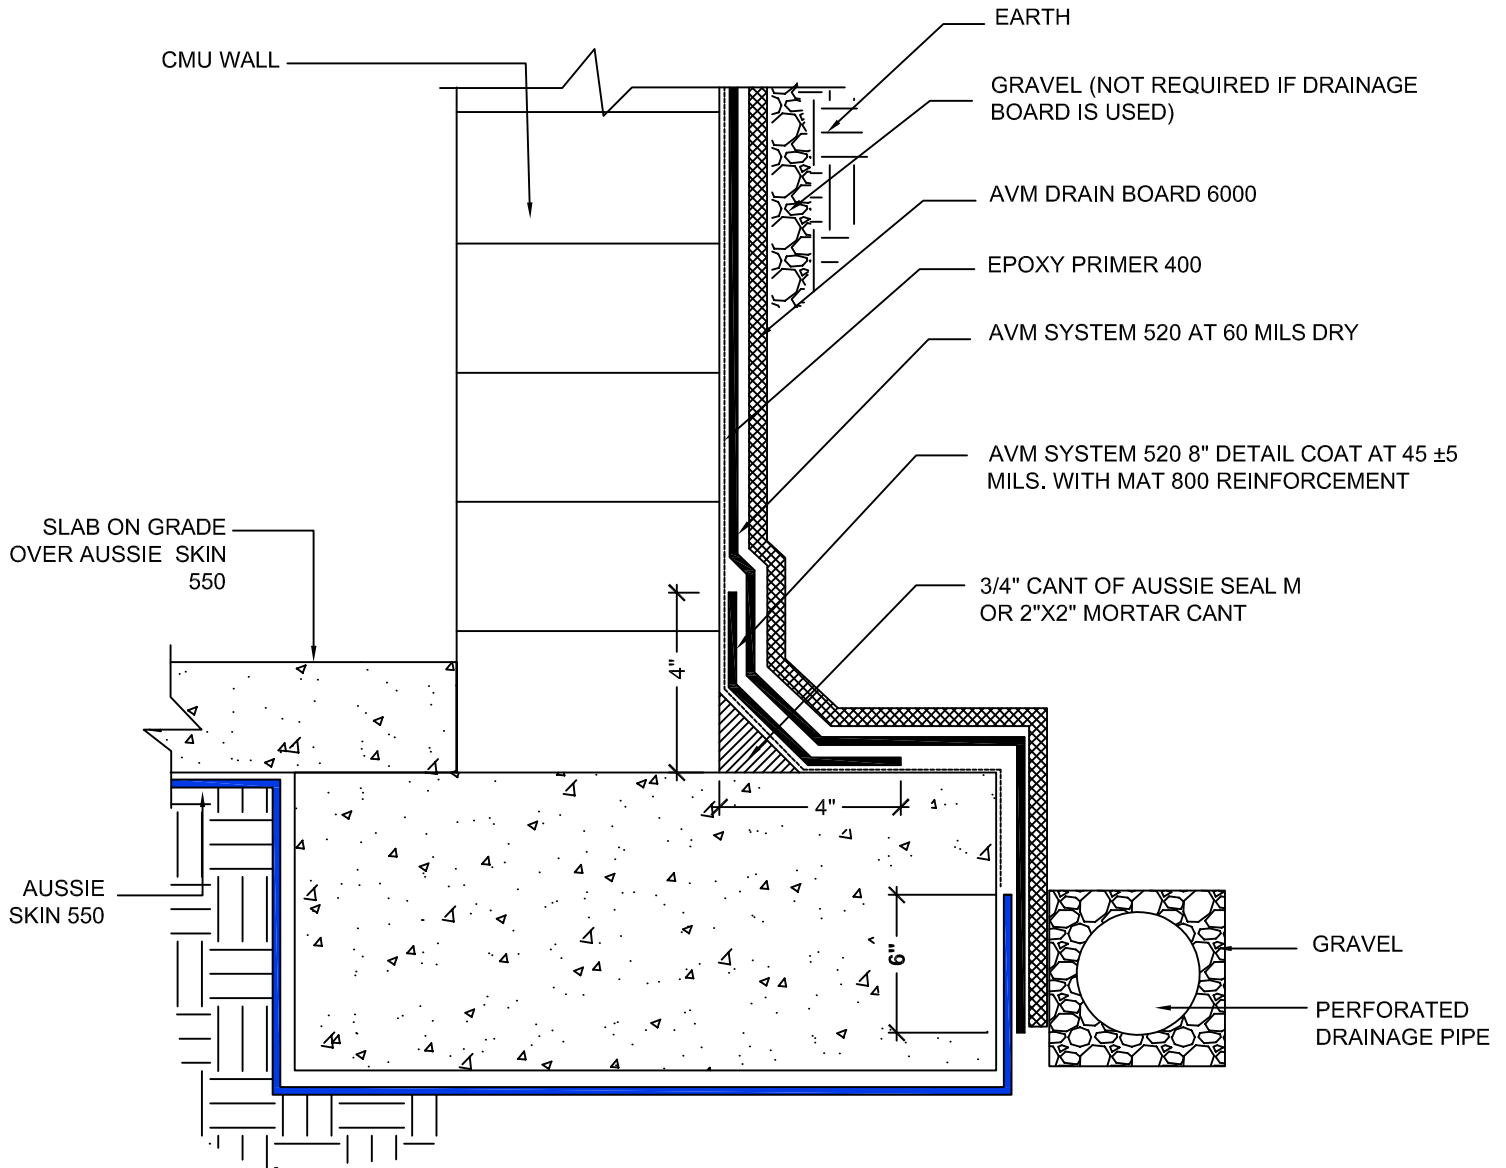 EARTH
CMU WALL
GRAVEL (NOT REQUIRED IF DRAINAGE
BOARD IS USED)
AVM DRAIN BOARD 6000
EPOXY PRIMER 400
AVM SYSTEM 520 AT 60 MILS DRY
AVM SYSTEM 520 8" DETAIL COAT AT 45 ±5
MILS. WITH MAT 800 REINFORCEMENT
SLAB ON GRADE
OVER AUSSIE SKIN
550
3/4" CANT OF AUSSIE SEAL M
OR 2"X2" MORTAR CANT
4"
4"
AUSSIE
SKIN 550
6"
GRAVEL
PERFORATED
DRAINAGE PIPE